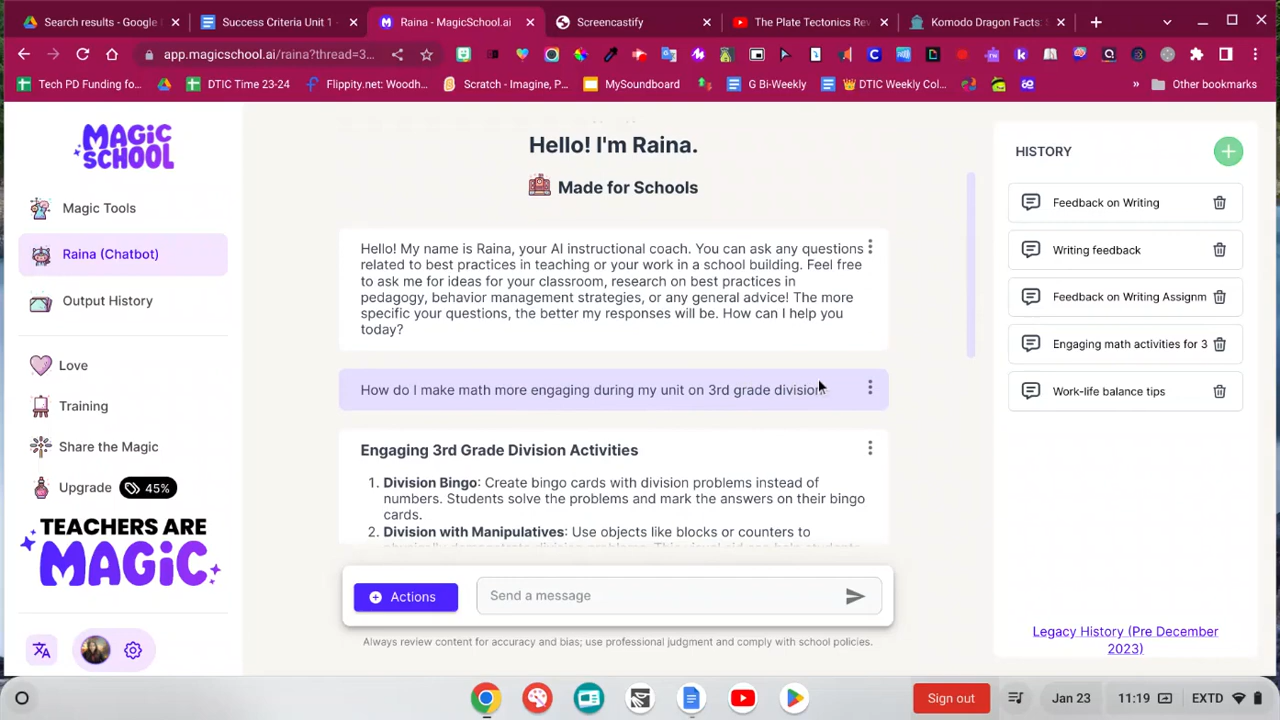 Search results - Google
Success Criteria Unit 1 -
Raina - MagicSchool.ai
Screencastify
The Plate Tectonics Rev
Komodo Dragon Facts: S
app.magicschool.ai/raina?thread=3...
Tech PD Funding fo...
DTIC Time 23-24
Flippity.net: Woodh...
Scratch - Imagine, P...
MySoundboard
G Bi-Weekly
DTIC Weekly Col...
»
Other bookmarks
MAGIC
SCHOOL
Magic Tools
Raina (Chatbot)
Output History
Love
Training
Share the Magic
Upgrade 45%
TEACHERS ARE
MAGIC
Hello! I'm Raina.
Made for Schools
Hello! My name is Raina, your AI instructional coach. You can ask any questions
related to best practices in teaching or your work in a school building. Feel free
to ask me for ideas for your classroom, research on best practices in
pedagogy, behavior management strategies, or any general advice! The more
specific your questions, the better my responses will be. How can I help you
today?
How do I make math more engaging during my unit on 3rd grade division
Engaging 3rd Grade Division Activities
1. Division Bingo: Create bingo cards with division problems instead of
numbers. Students solve the problems and mark the answers on their bingo
cards.
2. Division with Manipulatives: Use objects like blocks or counters to
physically demonstrate division problems. This visual aid can help students
Actions
Send a message
Always review content for accuracy and bias; use professional judgment and comply with school policies.
HISTORY
Feedback on Writing
Writing feedback
Feedback on Writing Assignm
Engaging math activities for 3
Work-life balance tips
Legacy History (Pre December
2023)
Sign out
Jan 23
11:19
EXTD